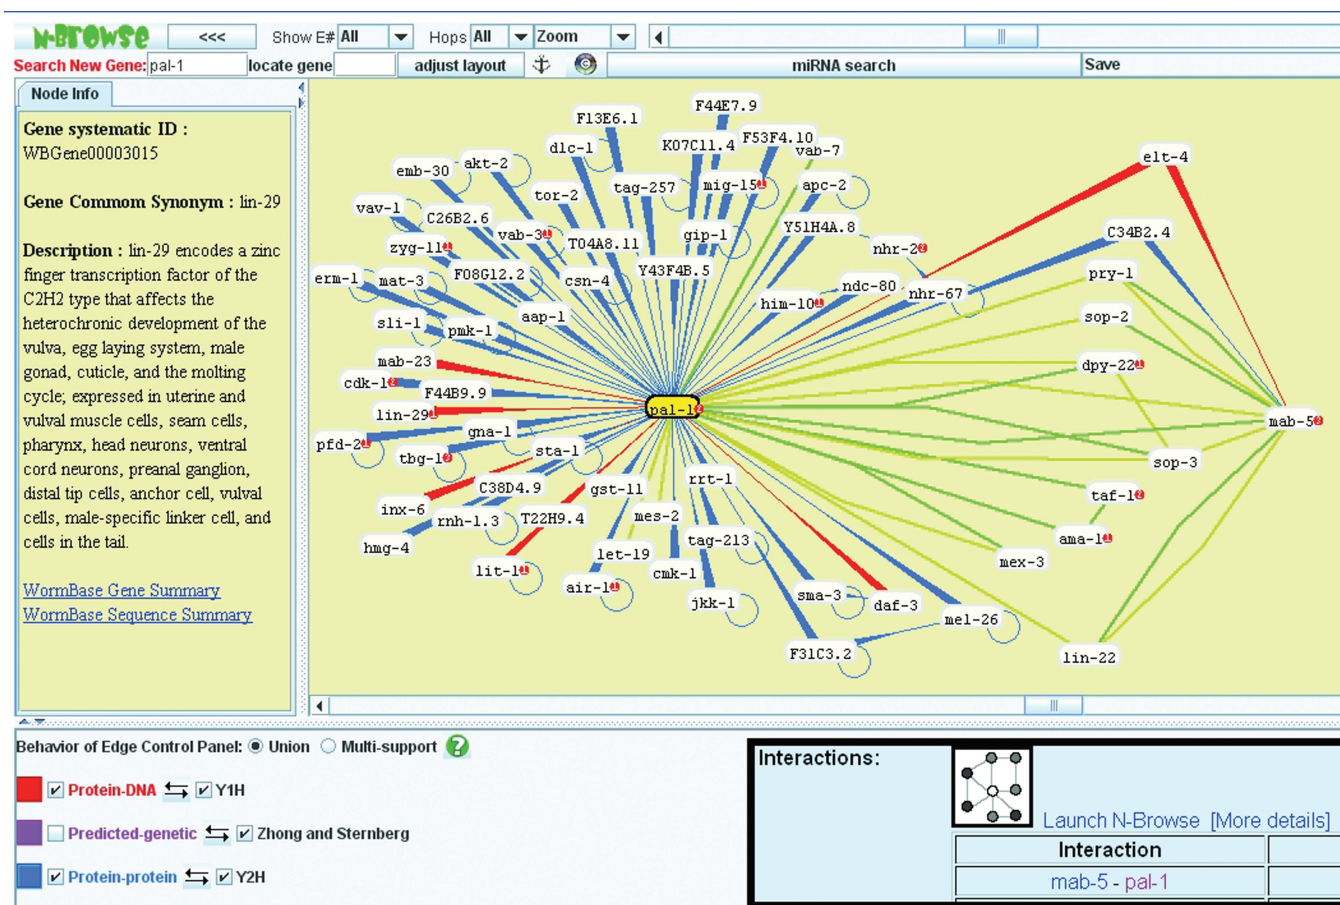 N-BROWSE <<< Show E# All Hops All Zoom
Search New Gene: pal-1 locate gene adjust layout miRNA search Save
Node Info
Gene systematic ID :
WBGene00003015
Gene Commom Synonym : lin-29
Description : lin-29 encodes a zinc
finger transcription factor of the
C2H2 type that affects the
heterochronic development of the
vulva, egg laying system, male
gonad, cuticle, and the molting
cycle; expressed in uterine and
vulval muscle cells, seam cells,
pharynx, head neurons, ventral
cord neurons, preanal ganglion,
distal tip cells, anchor cell, vulval
cells, male-specific linker cell, and
cells in the tail.
WormBase Gene Summary
WormBase Sequence Summary
F44E7.9
F13E6.1
dlc-1
K07C11.4
F53F4.10
vab-7
elt-4
emb-30
akt-2
tor-2
tag-257
mig-15
apc-2
vav-1
C26B2.6
vab-3
T04A8.11
gip-1
Y51H4A.8
C34B2.4
zyg-11
nhr-2
erm-1
mat-3
F08G12.2
csn-4
Y43F4B.5
ndc-80
nhr-67
pry-1
him-10
sli-1
pmk-1
aap-1
sop-2
mab-23
cdk-1
F44B9.9
dpy-22
lin-29
pal-1
mab-5
pfd-2
gna-1
tbg-1
sta-1
sop-3
inx-6
C38D4.9
gst-11
rrt-1
taf-1
rnh-1.3
T22H9.4
mes-2
hmg-4
let-19
tag-213
ama-1
lit-1
air-1
cmk-1
mex-3
jkk-1
sma-3
daf-3
mel-26
F31C3.2
lin-22
Behavior of Edge Control Panel: Union Multi-support ?
Protein-DNA Y1H
Predicted-genetic Zhong and Sternberg
Protein-protein Y2H
Interactions:
Launch N-Browse [More details]
Interaction
mab-5 - pal-1